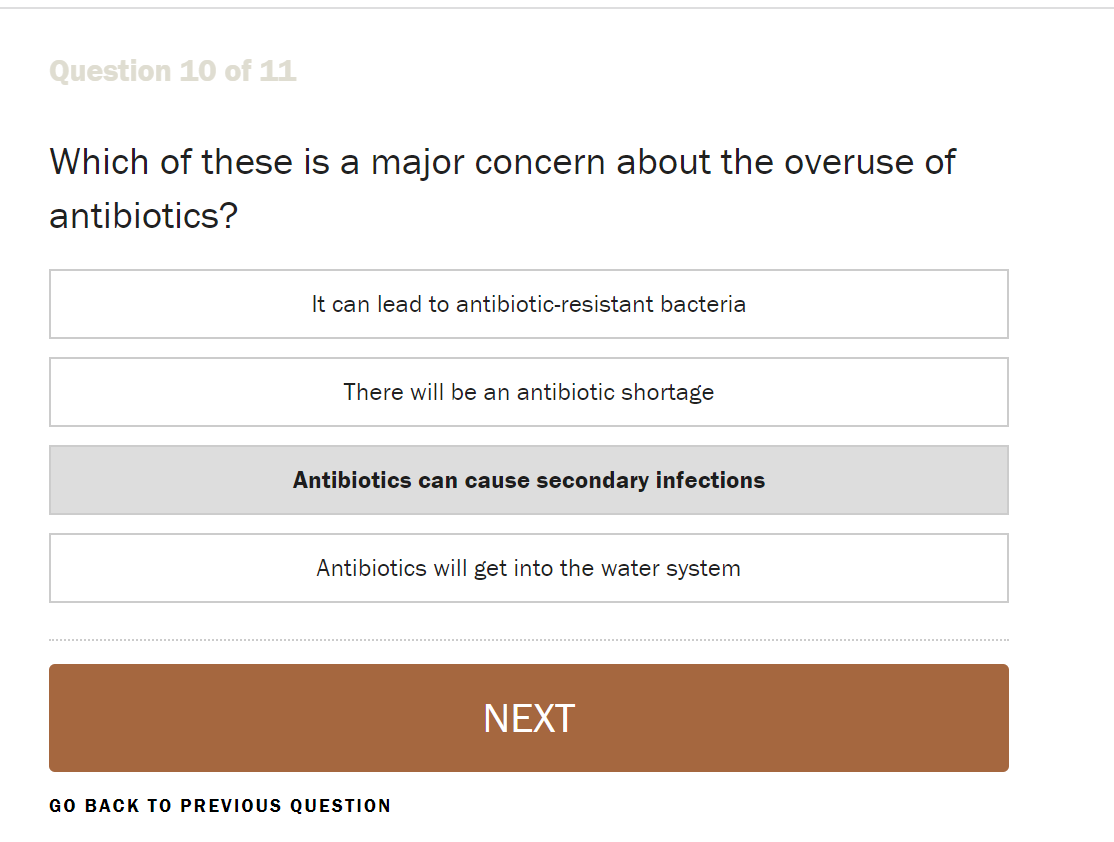 Question 10 of 11
Which of these is a major concern about the overuse of
antibiotics?
It can lead to antibiotic-resistant bacteria
There will be an antibiotic shortage
Antibiotics can cause secondary infections
Antibiotics will get into the water system
NEXT
GO BACK TO PREVIOUS QUESTION